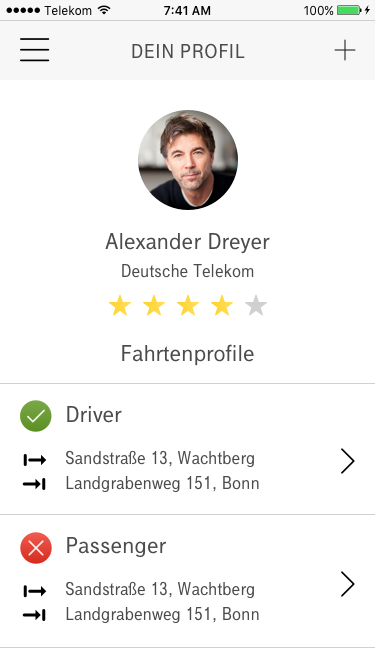 Telekom 7:41 AM 100%
DEIN PROFIL
Alexander Dreyer
Deutsche Telekom
Fahrtenprofile
Driver
Sandstraße 13, Wachtberg
Landgrabenweg 151, Bonn
Passenger
Sandstraße 13, Wachtberg
Landgrabenweg 151, Bonn